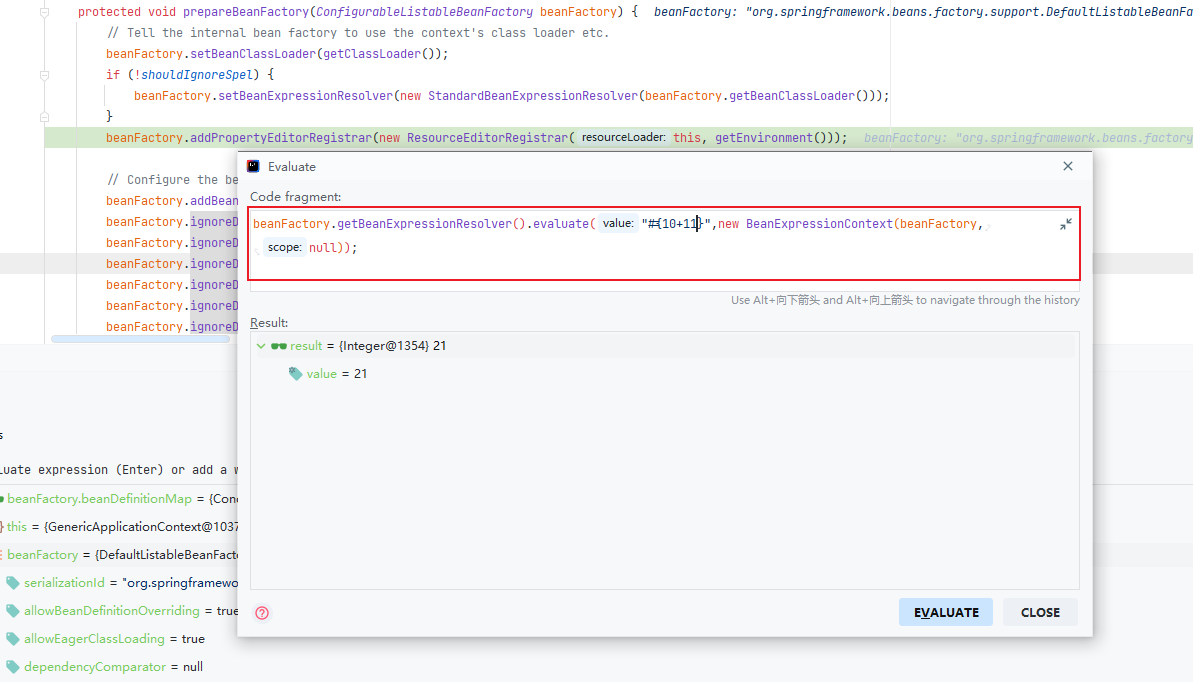 protected void prepareBeanFactory(ConfigurableListableBeanFactory beanFactory) { beanFactory: "org.springframework.beans.factory.support.DefaultListableBeanFa
// Tell the internal bean factory to use the context's class loader etc.
beanFactory.setBeanClassLoader(getClassLoader());
if (!shouldIgnoreSpel) {
beanFactory.setBeanExpressionResolver(new StandardBeanExpressionResolver(beanFactory.getBeanClassLoader()));
}
beanFactory.addPropertyEditorRegistrar(new ResourceEditorRegistrar( resourceLoader: this, getEnvironment())); beanFactory: "org.springframework.beans.factory
// Configure the be
beanFactory.addBean
beanFactory.ignoreD
beanFactory.ignoreD
beanFactory.ignoreD
beanFactory.ignoreD
beanFactory.ignoreD
beanFactory.ignoreD
Evaluate
Code fragment:
beanFactory.getBeanExpressionResolver().evaluate( value: "#{10+11}",new BeanExpressionContext(beanFactory,
scope: null));
Use Alt+向下箭头 and Alt+向上箭头 to navigate through the history
Result:
result = {Integer@1354} 21
value = 21
EVALUATE
CLOSE
s
luate expression (Enter) or add a w
beanFactory.beanDefinitionMap = {Conc
this = {GenericApplicationContext@1037
beanFactory = {DefaultListableBeanFacto
serializationId = "org.springframewo
allowBeanDefinitionOverriding = true
allowEagerClassLoading = true
dependencyComparator = null